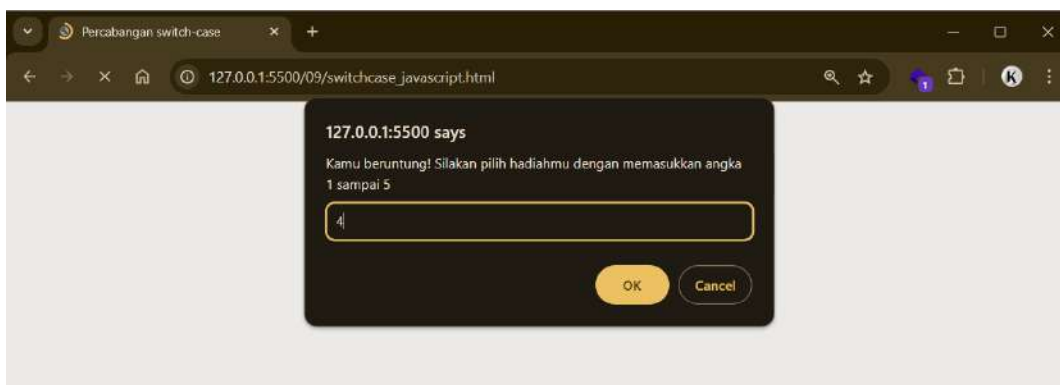 Percabangan switch-case
127.0.0.1:5500/09/switchcase_javascript.html
1
K
127.0.0.1:5500 says
Kamu beruntung! Silakan pilih hadiahmu dengan memasukkan angka
1 sampai 5
4
OK Cancel